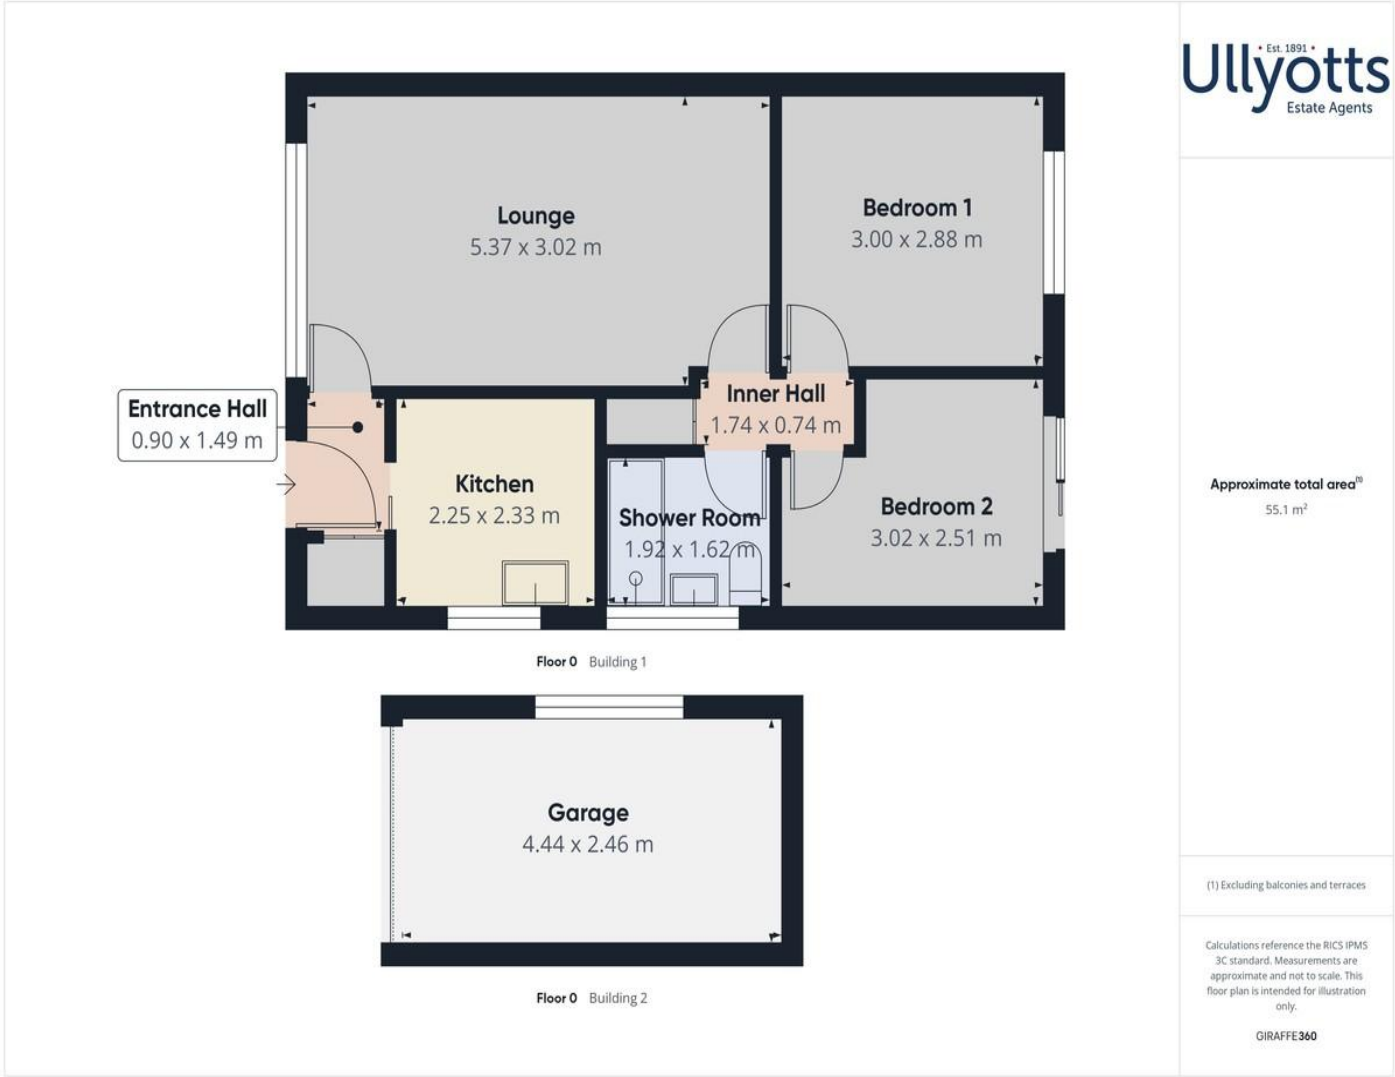 Lounge
5.37 x 3.02 m
Bedroom 1
3.00 x 2.88 m
Entrance Hall
0.90 x 1.49 m
Inner Hall
1.74 x 0.74 m
Kitchen
2.25 x 2.33 m
Shower Room
1.92 x 1.62 m
Bedroom 2
3.02 x 2.51 m
Floor 0 Building 1
Garage
4.44 x 2.46 m
Floor 0 Building 2
• Est. 1891 •
Ullyotts
Estate Agents
Approximate total area(1)
55.1 m²
(1) Excluding balconies and terraces
Calculations reference the RICS IPMS
3C standard. Measurements are
approximate and not to scale. This
floor plan is intended for illustration
only.
GIRAFFE360